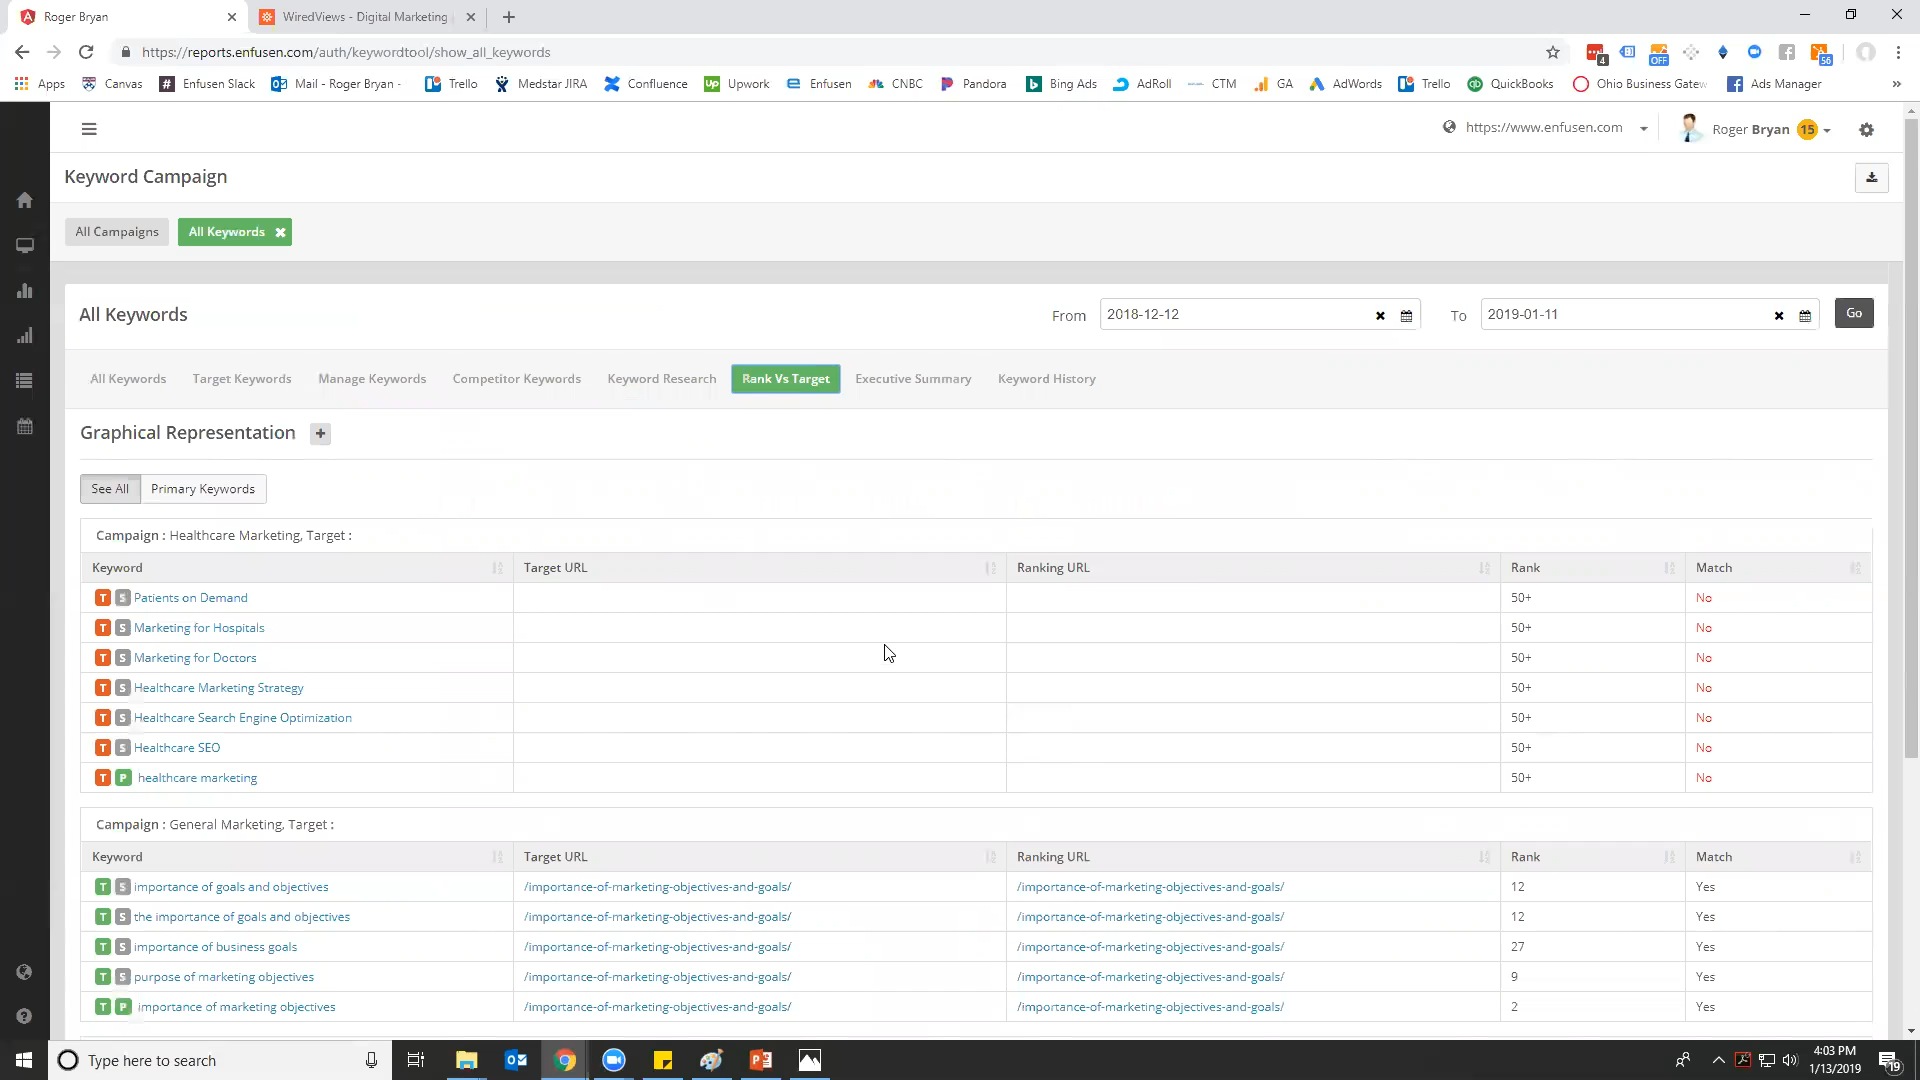 Roger Bryan
WiredViews - Digital Marketing
https://reports.enfusen.com/auth/keywordtool/show_all_keywords
4
OFF
56
Apps Canvas Enfusen Slack Mail - Roger Bryan - Trello Medstar JIRA Confluence Upwork Enfusen CNBC Pandora Bing Ads AdRoll CTM GA AdWords Trello QuickBooks Ohio Business Gatew Ads Manager »
https://www.enfusen.com Roger Bryan 15
Keyword Campaign
All Campaigns All Keywords
All Keywords From 2018-12-12 To 2019-01-11 Go
All Keywords Target Keywords Manage Keywords Competitor Keywords Keyword Research Rank Vs Target Executive Summary Keyword History
Graphical Representation +
See All Primary Keywords
Campaign : Healthcare Marketing, Target :
Keyword Target URL Ranking URL Rank Match
T S Patients on Demand 50+ No
T S Marketing for Hospitals 50+ No
T S Marketing for Doctors 50+ No
T S Healthcare Marketing Strategy 50+ No
T S Healthcare Search Engine Optimization 50+ No
T S Healthcare SEO 50+ No
T P healthcare marketing 50+ No
Campaign : General Marketing, Target :
Keyword Target URL Ranking URL Rank Match
T S importance of goals and objectives /importance-of-marketing-objectives-and-goals/ /importance-of-marketing-objectives-and-goals/ 12 Yes
T S the importance of goals and objectives /importance-of-marketing-objectives-and-goals/ /importance-of-marketing-objectives-and-goals/ 12 Yes
T S importance of business goals /importance-of-marketing-objectives-and-goals/ /importance-of-marketing-objectives-and-goals/ 27 Yes
T S purpose of marketing objectives /importance-of-marketing-objectives-and-goals/ /importance-of-marketing-objectives-and-goals/ 9 Yes
T P importance of marketing objectives /importance-of-marketing-objectives-and-goals/ /importance-of-marketing-objectives-and-goals/ 2 Yes
Type here to search
4:03 PM
1/13/2019
19